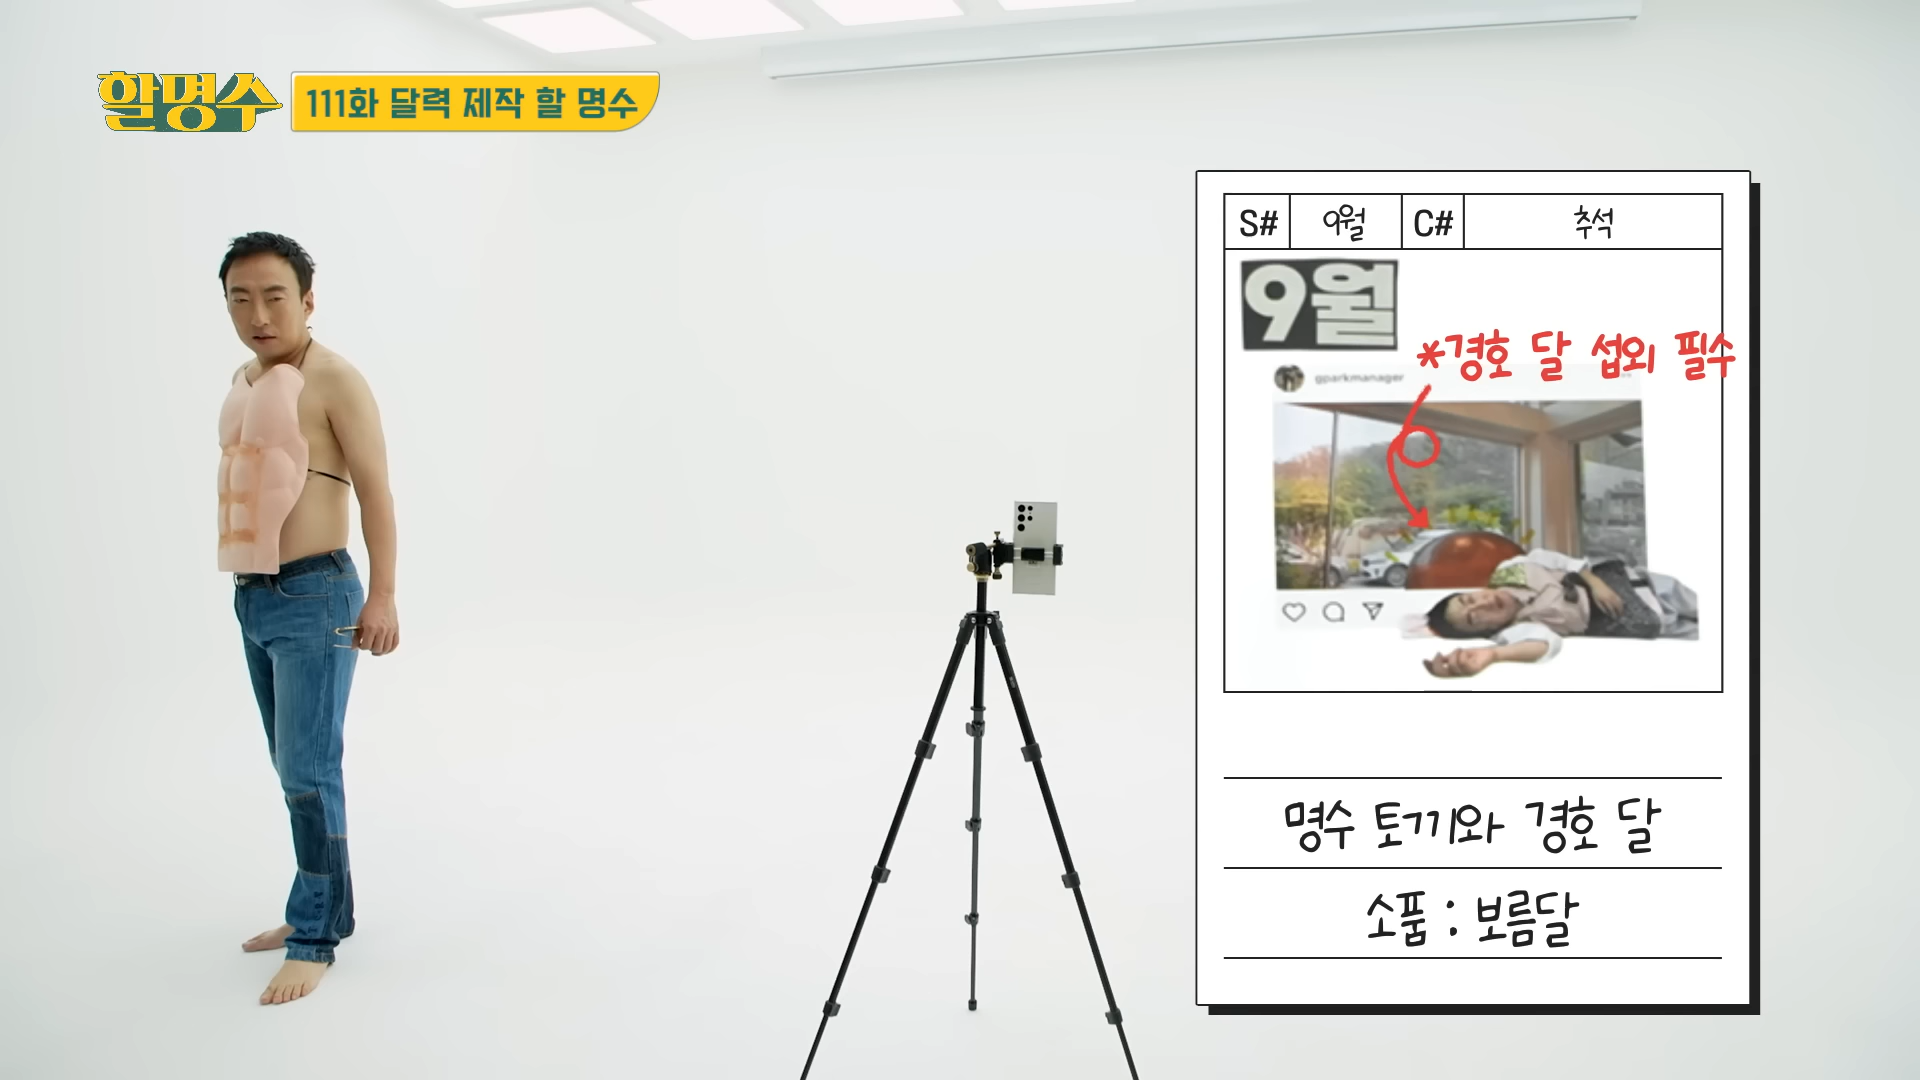 할명수
111화 달력 제작 할 명수
S# 9월 C# 추석
9월
*경호 달 섭외 필수
gparkmanager
명수 토끼와 경호 달
소품 : 보름달